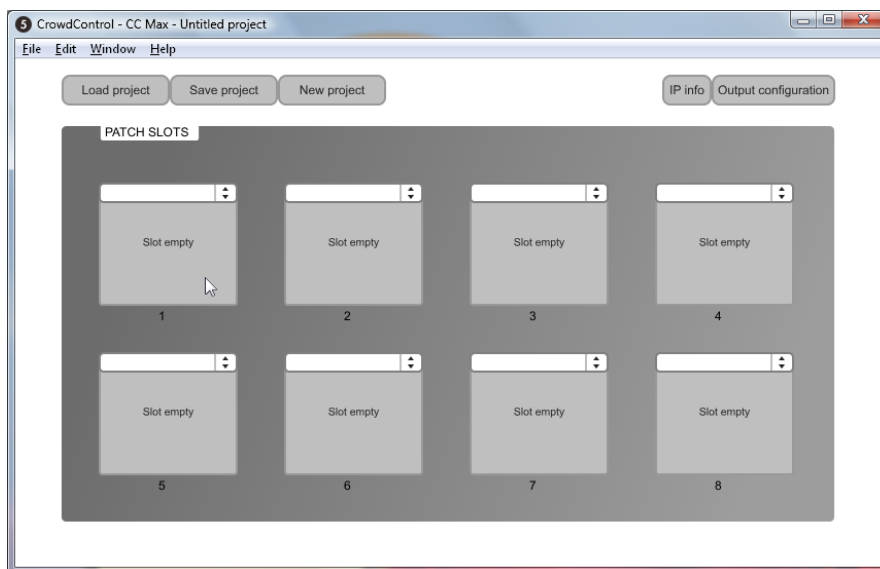 5 CrowdControl - CC Max - Untitled project
File Edit Window Help
Load project Save project New project IP info Output configuration
PATCH SLOTS
Slot empty Slot empty Slot empty Slot empty
1 2 3 4
Slot empty Slot empty Slot empty Slot empty
5 6 7 8